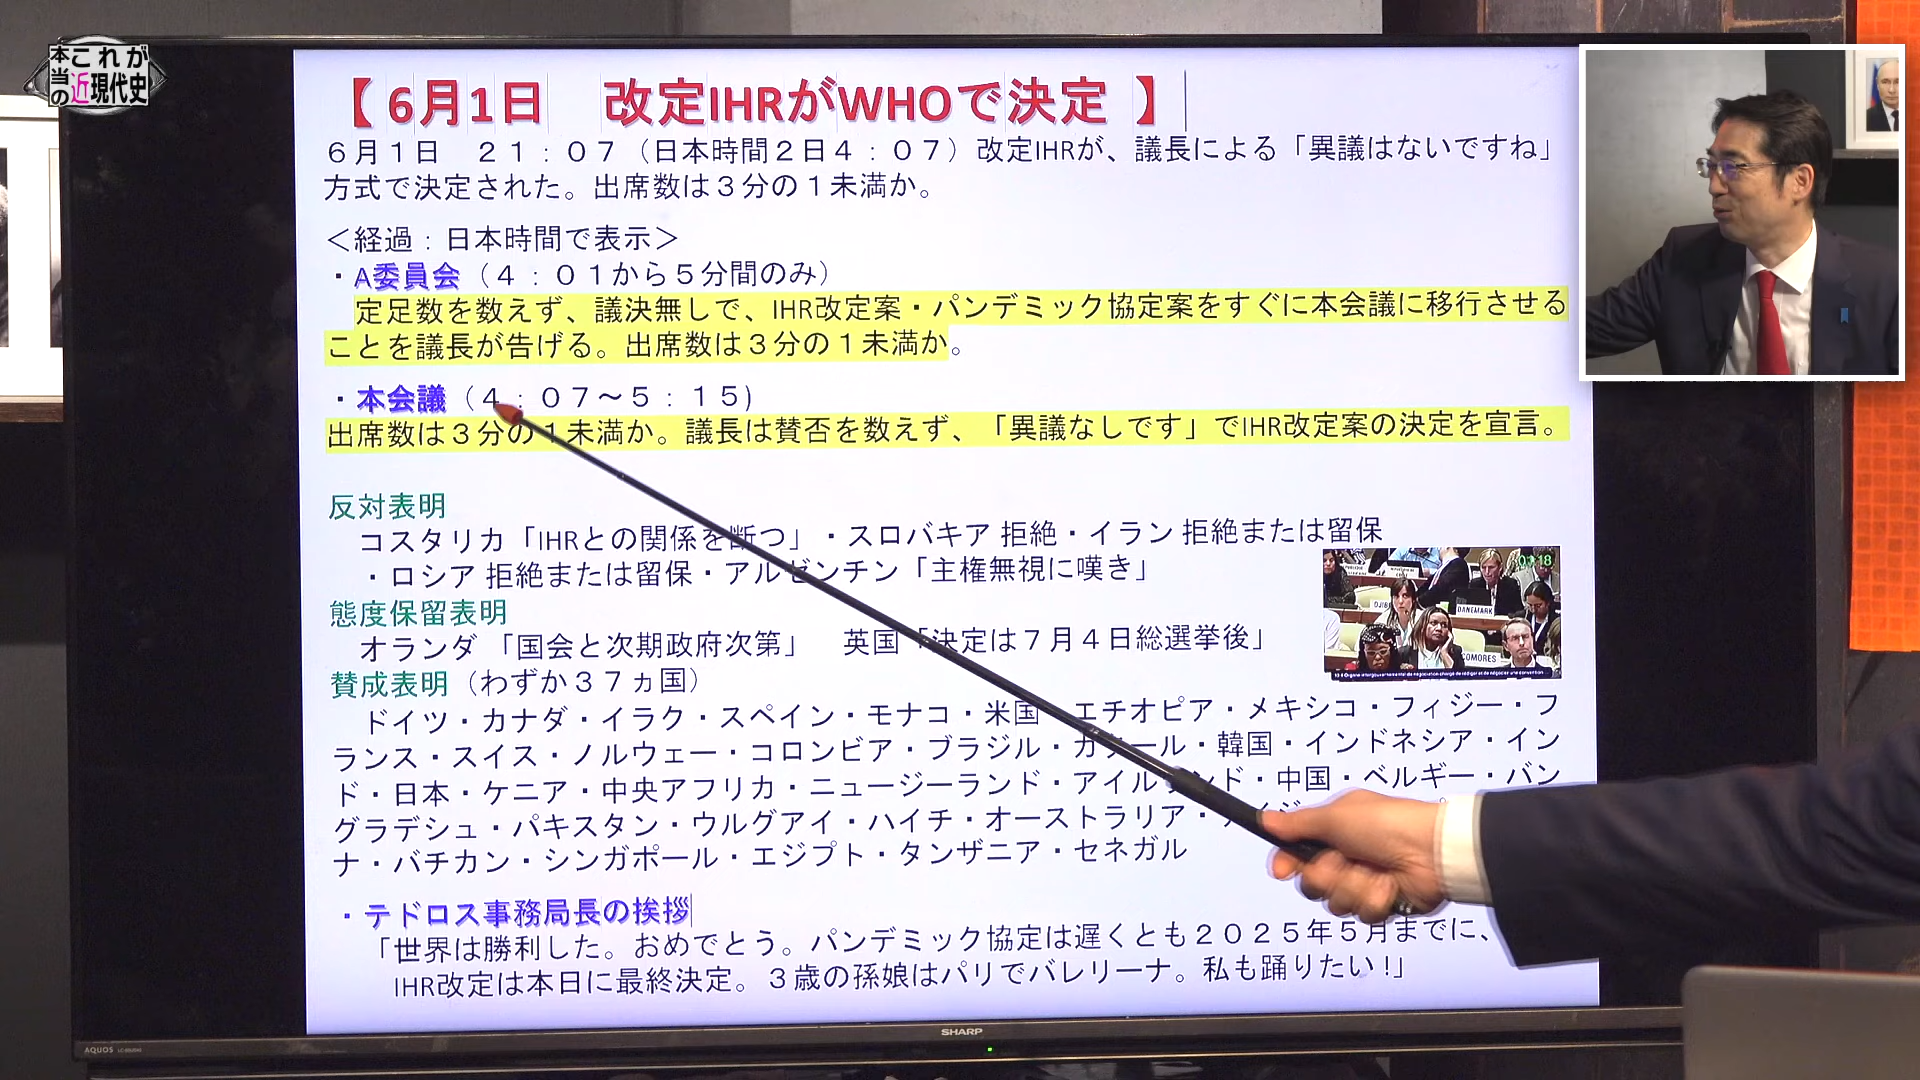 本これが
当の近現代史
【 6月1日　改定IHRがWHOで決定 】
６月１日　２１：０７（日本時間２日４：０７）改定IHRが、議長による「異議はないですね」
方式で決定された。出席数は３分の１未満か。
＜経過：日本時間で表示＞
・A委員会（４：０１から５分間のみ）
定足数を数えず、議決無しで、IHR改定案・パンデミック協定案をすぐに本会議に移行させる
ことを議長が告げる。出席数は３分の１未満か。
・本会議（４：０７～５：１５)
出席数は３分の１未満か。議長は賛否を数えず、「異議なしです」でIHR改定案の決定を宣言。
反対表明
コスタリカ「IHRとの関係を断つ」・スロバキア 拒絶・イラン 拒絶または留保
・ロシア 拒絶または留保・アルゼンチン「主権無視に嘆き」
態度保留表明
オランダ「国会と次期政府次第」　英国「決定は７月４日総選挙後」
賛成表明（わずか３７ヵ国）
ドイツ・カナダ・イラク・スペイン・モナコ・米国　エチオピア・メキシコ・フィジー・フ
ランス・スイス・ノルウェー・コロンビア・ブラジル・カタール・韓国・インドネシア・イン
ド・日本・ケニア・中央アフリカ・ニュージーランド・アイルランド・中国・ベルギー・バン
グラデシュ・パキスタン・ウルグアイ・ハイチ・オーストラリア・
ナ・バチカン・シンガポール・エジプト・タンザニア・セネガル
DANEMARK
COMORES
・テドロス事務局長の挨拶
「世界は勝利した。おめでとう。パンデミック協定は遅くとも２０２５年５月までに、
IHR改定は本日に最終決定。３歳の孫娘はパリでバレリーナ。私も踊りたい！」
SHARP
AQUOS